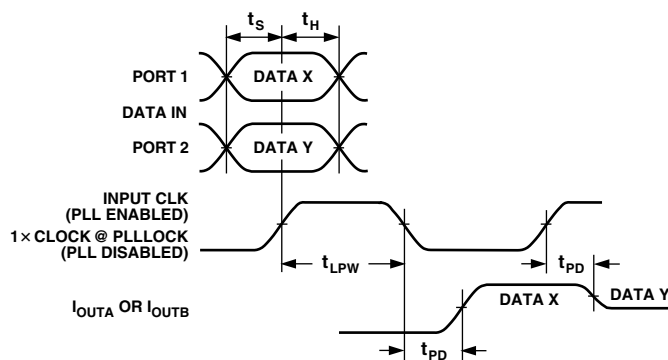 tS tH
PORT 1
DATA X
DATA IN
PORT 2
DATA Y
INPUT CLK
(PLL ENABLED)
1× CLOCK @ PLLLOCK
(PLL DISABLED)
tLPW
tPD
IOUTA OR IOUTB
DATA X
DATA Y
tPD